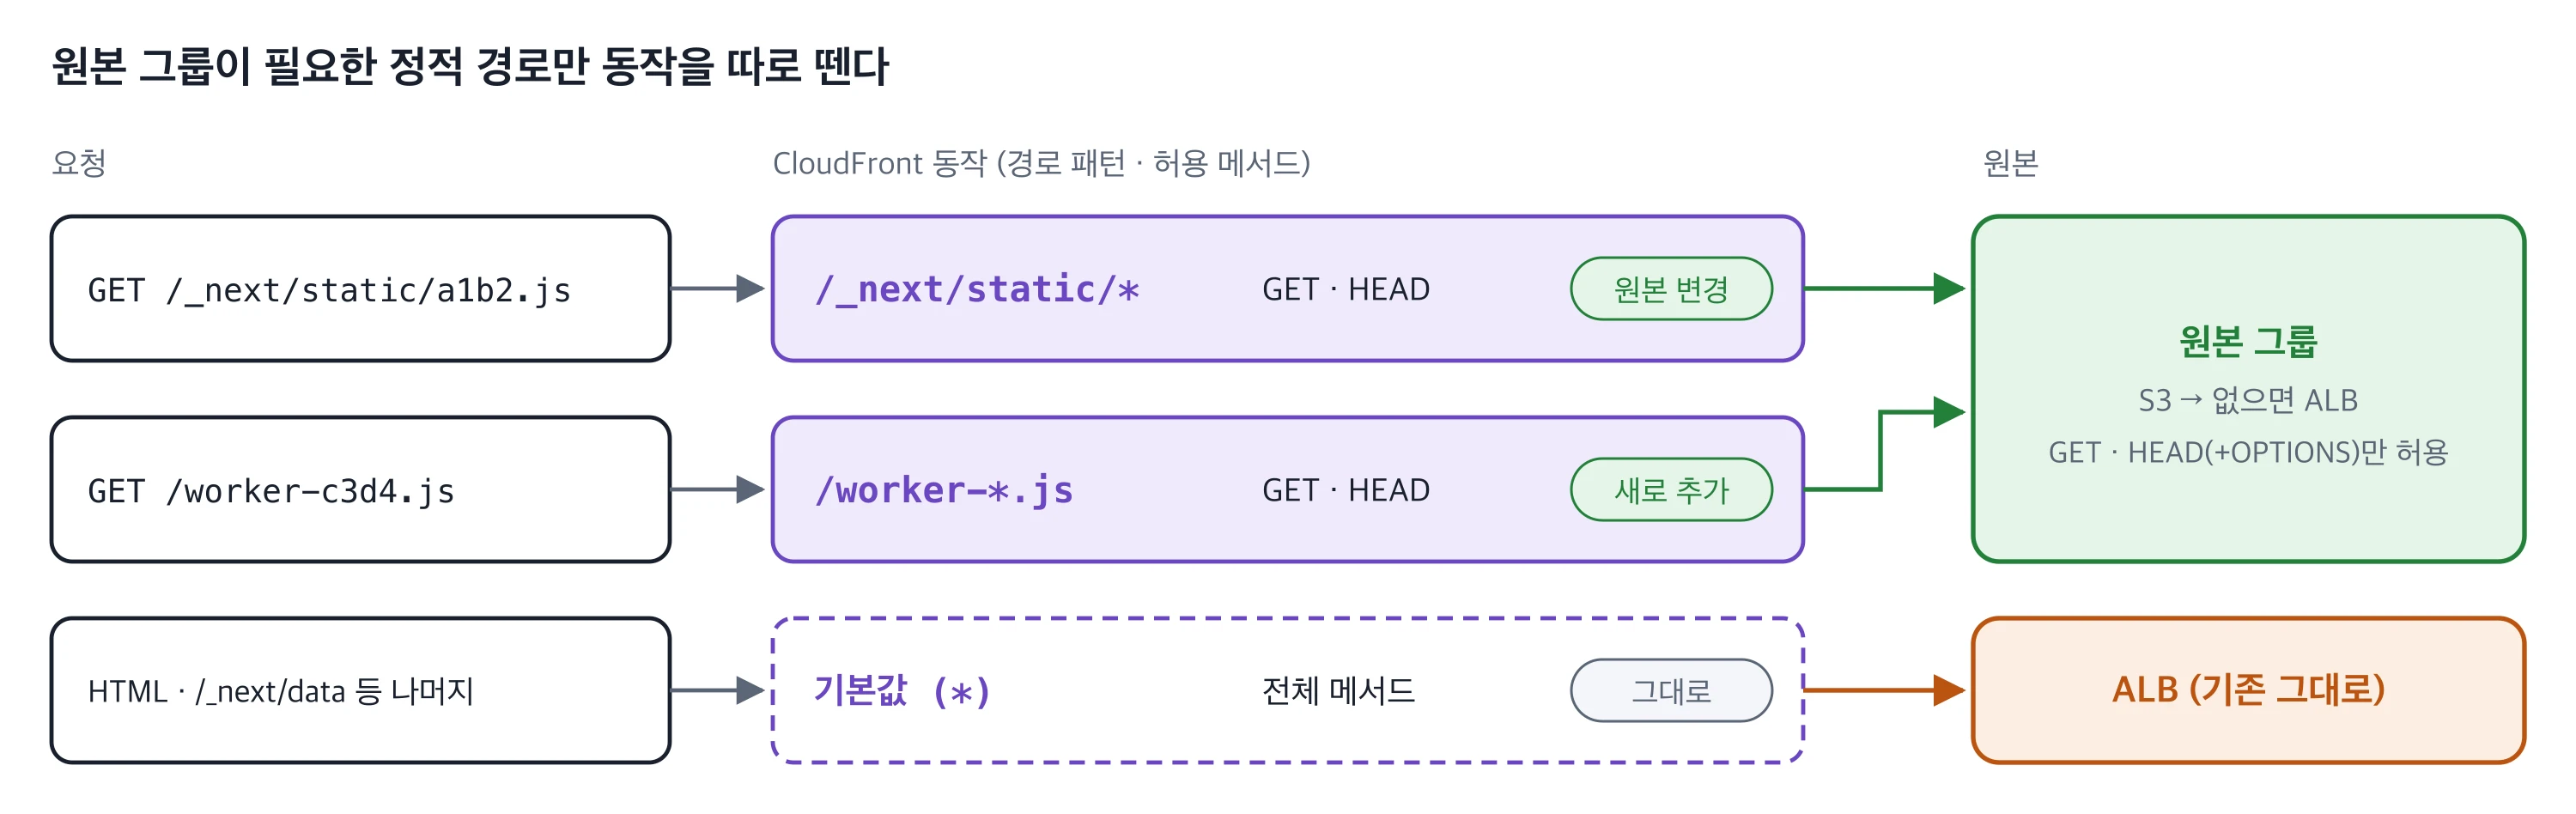 원본 그룹이 필요한 정적 경로만 동작을 따로 뗀다
요청
CloudFront 동작 (경로 패턴 · 허용 메서드)
원본
GET /_next/static/a1b2.js
/_next/static/*
GET · HEAD
원본 변경
GET /worker-c3d4.js
/worker-*.js
GET · HEAD
새로 추가
원본 그룹
S3 → 없으면 ALB
GET · HEAD(+OPTIONS)만 허용
HTML · /_next/data 등 나머지
기본값 (*)
전체 메서드
그대로
ALB (기존 그대로)